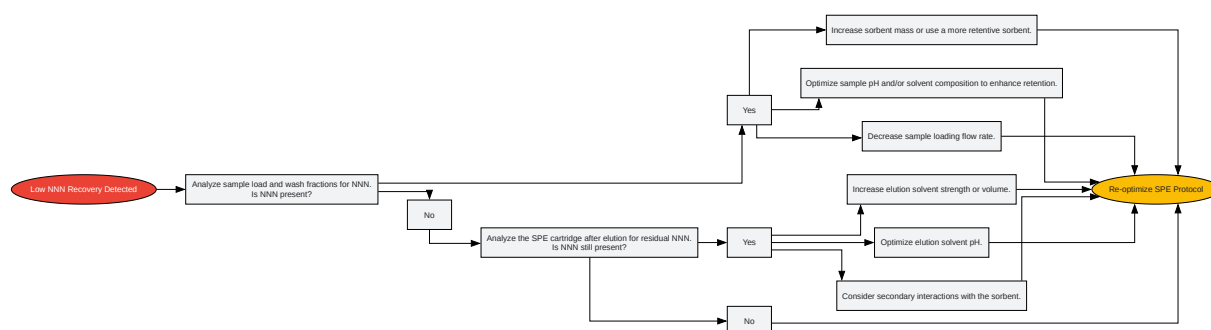 Low NNN Recovery Detected
Analyze sample load and wash fractions for NNN.
Is NNN present?
Yes
Increase sorbent mass or use a more retentive sorbent.
Optimize sample pH and/or solvent composition to enhance retention.
Decrease sample loading flow rate.
No
Analyze the SPE cartridge after elution for residual NNN.
Is NNN still present?
Yes
Increase elution solvent strength or volume.
Optimize elution solvent pH.
Consider secondary interactions with the sorbent.
No
Re-optimize SPE Protocol